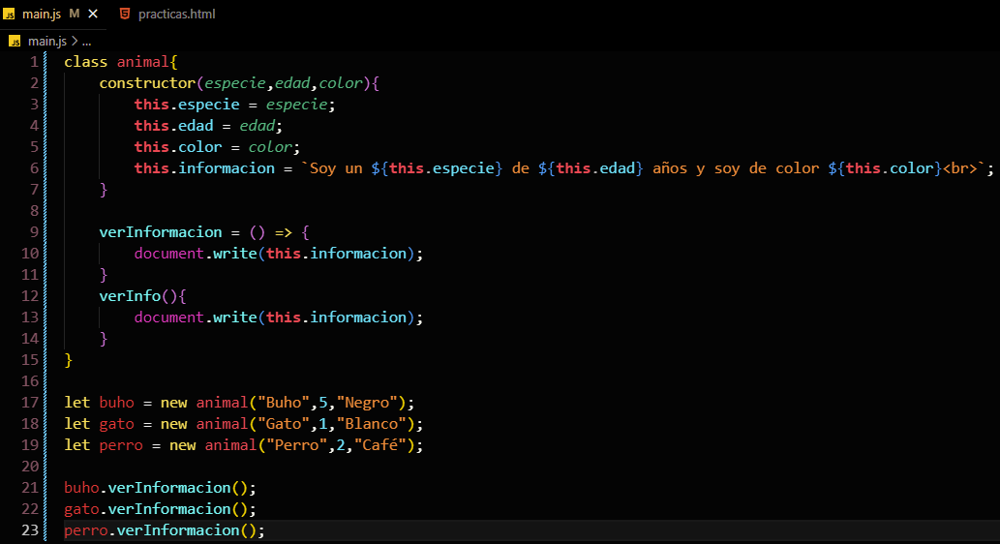 JS main.js M × practicas.html
JS main.js > ...
1 class animal{
2 constructor(especie,edad,color){
3 this.especie = especie;
4 this.edad = edad;
5 this.color = color;
6 this.informacion = `Soy un ${this.especie} de ${this.edad} años y soy de color ${this.color}<br>`;
7 }
8
9 verInformacion = () => {
10 document.write(this.informacion);
11 }
12 verInfo(){
13 document.write(this.informacion);
14 }
15 }
16
17 let buho = new animal("Buho",5,"Negro");
18 let gato = new animal("Gato",1,"Blanco");
19 let perro = new animal("Perro",2,"Café");
20
21 buho.verInformacion();
22 gato.verInformacion();
23 perro.verInformacion();